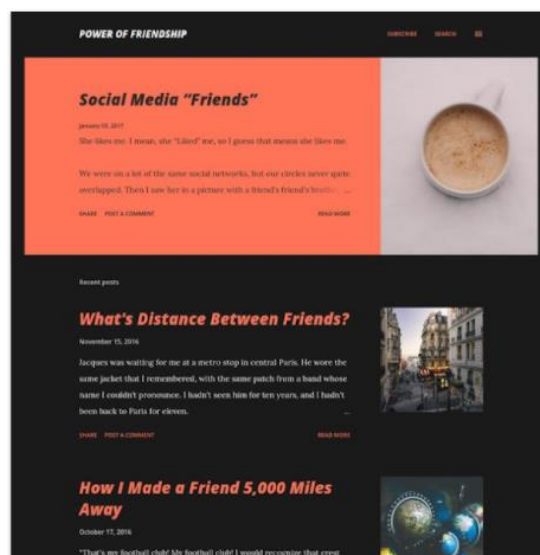 POWER OF FRIENDSHIP
SUBSCRIBE SEARCH
Social Media “Friends”
January 05, 2017
She likes me. I mean, she “Liked” me, so I guess that means she likes me.
We were on a lot of the same social networks, but our circles never quite
overlapped. Then I saw her in a picture with a friend's friend's brother, ...
SHARE POST A COMMENT READ MORE
Recent posts
What's Distance Between Friends?
November 15, 2016
Jacques was waiting for me at a metro stop in central Paris. He wore the
same jacket that I remembered, with the same patch from a band whose
name I couldn't pronounce. I hadn't seen him for ten years, and I hadn't
been back to Paris for eleven. ...
SHARE POST A COMMENT READ MORE
How I Made a Friend 5,000 Miles
Away
October 17, 2016
"That's my football club! My football club! I would recognize that crest